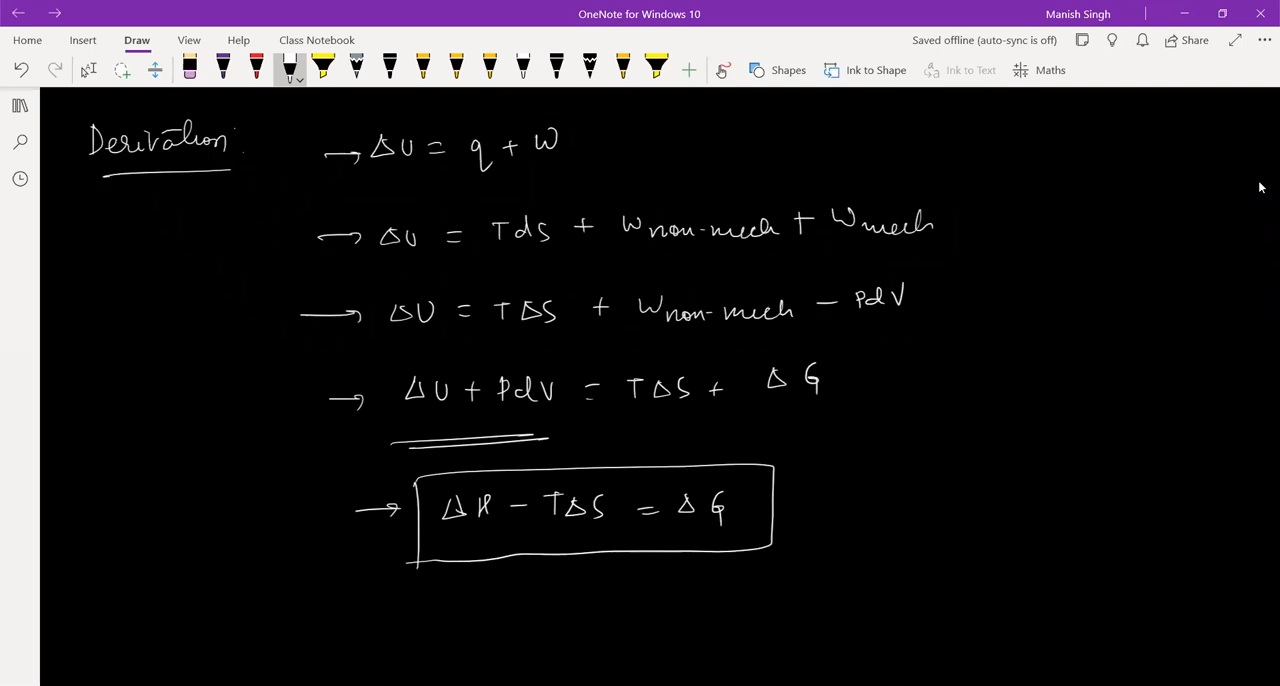 OneNote for Windows 10
Manish Singh
Home Insert Draw View Help Class Notebook
Saved offline (auto-sync is off) Share
Shapes Ink to Shape Ink to Text Maths
Derivation:
→ ΔU = q + W
→ ΔU = TdS + Wnon-mech + Wmech
→ ΔU = TΔS + Wnon-mech - PdV
→ ΔU + PdV = TΔS + ΔG
→ ΔH - TΔS = ΔG